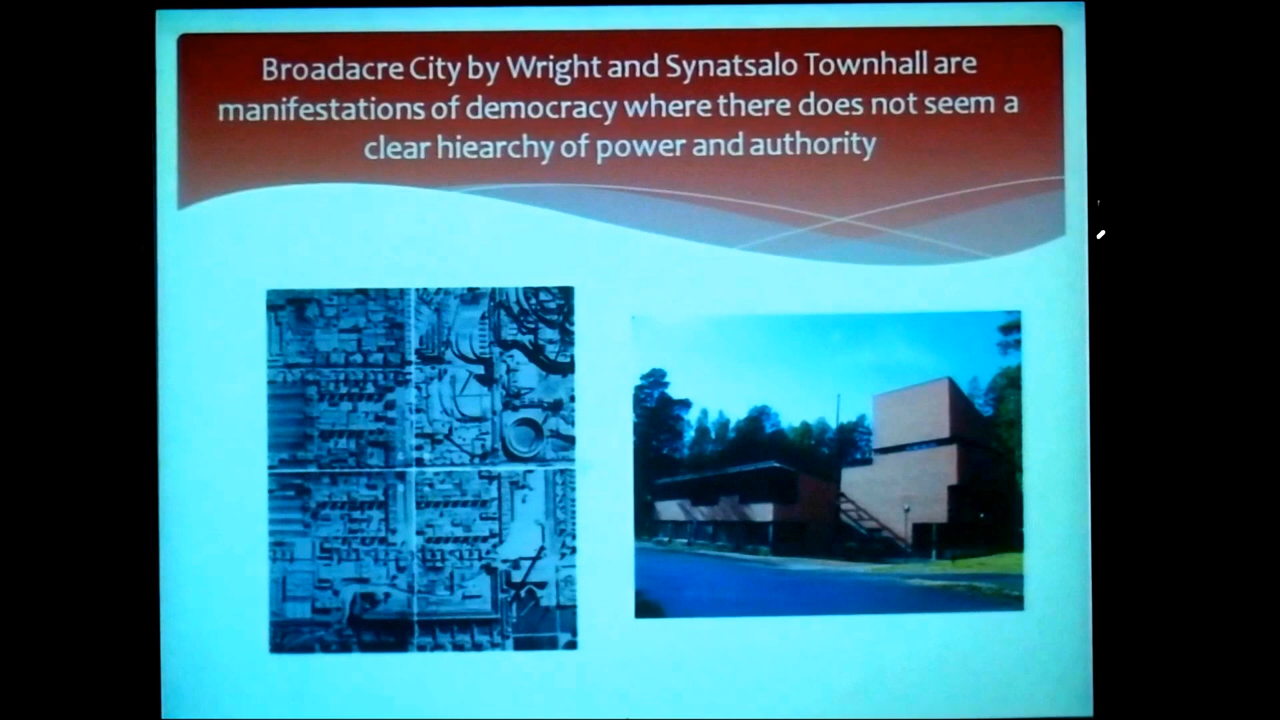 Broadacre City by Wright and Synatsalo Townhall are
manifestations of democracy where there does not seem a
clear hiearchy of power and authority